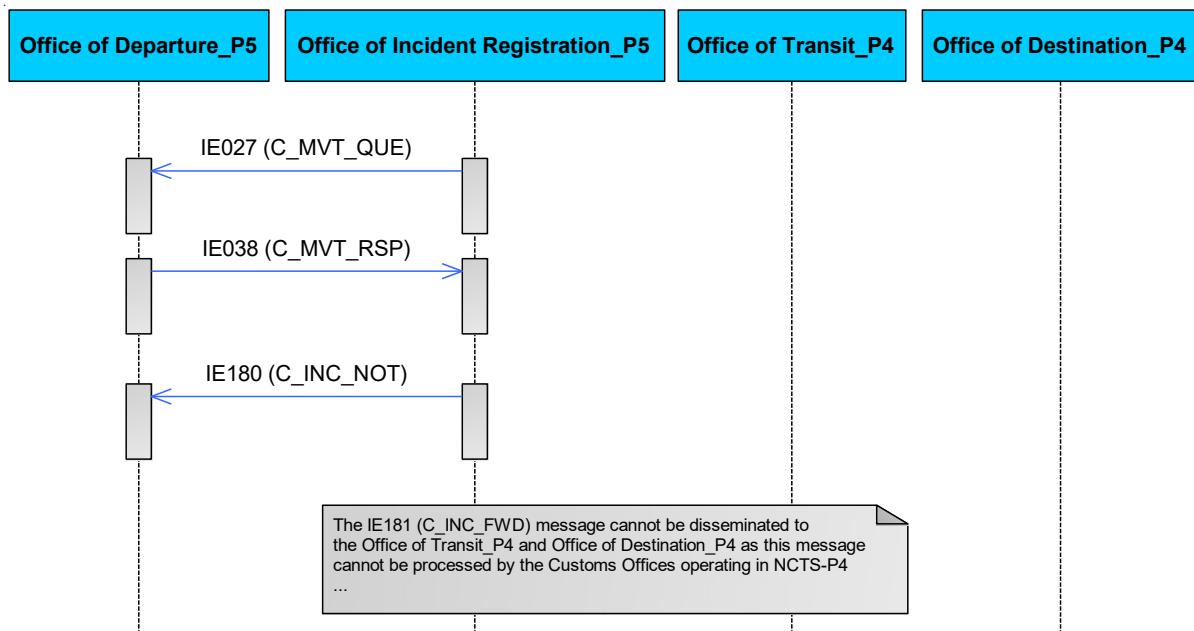 Office of Departure_P5
Office of Incident Registration_P5
Office of Transit_P4
Office of Destination_P4
IE027 (C_MVT_QUE)
IE038 (C_MVT_RSP)
IE180 (C_INC_NOT)
The IE181 (C_INC_FWD) message cannot be disseminated to
the Office of Transit_P4 and Office of Destination_P4 as this message
cannot be processed by the Customs Offices operating in NCTS-P4
...